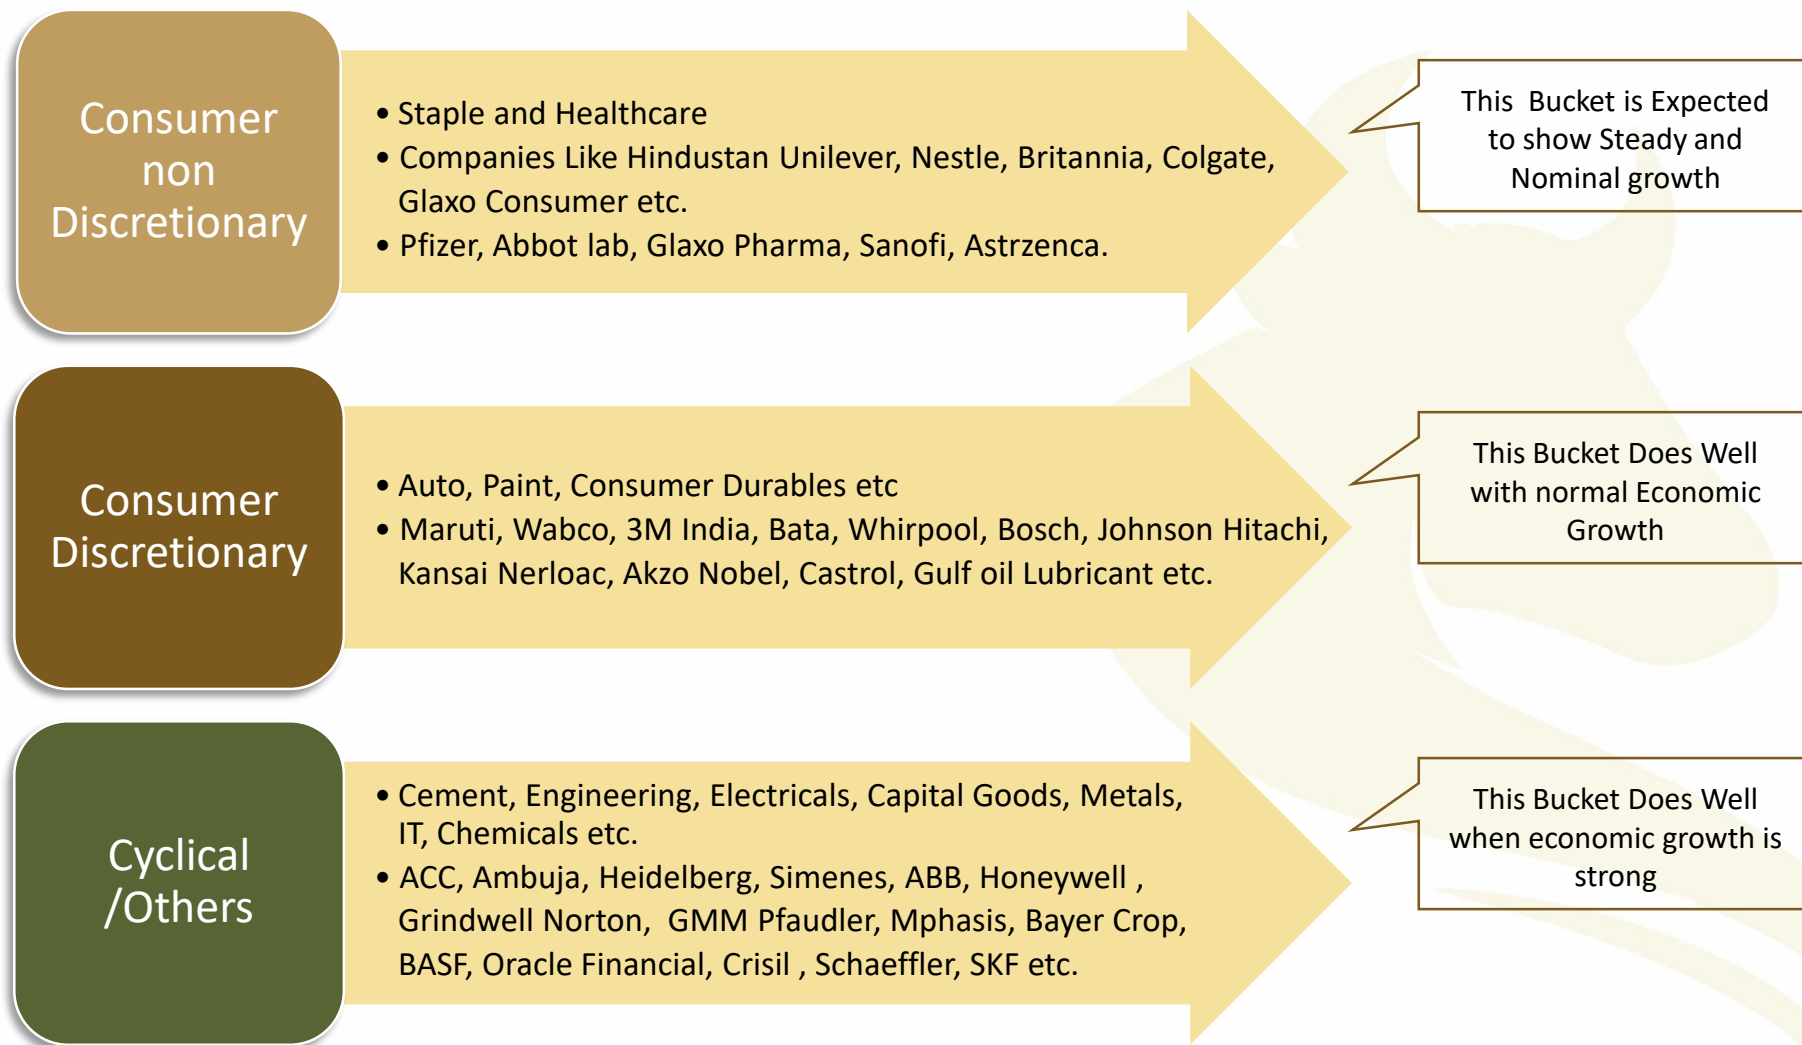 Consumer
non
Discretionary
• Staple and Healthcare
• Companies Like Hindustan Unilever, Nestle, Britannia, Colgate,
Glaxo Consumer etc.
• Pfizer, Abbot lab, Glaxo Pharma, Sanofi, Astrzenca.
This Bucket is Expected
to show Steady and
Nominal growth
Consumer
Discretionary
• Auto, Paint, Consumer Durables etc
• Maruti, Wabco, 3M India, Bata, Whirpool, Bosch, Johnson Hitachi,
Kansai Nerloac, Akzo Nobel, Castrol, Gulf oil Lubricant etc.
This Bucket Does Well
with normal Economic
Growth
Cyclical
/Others
• Cement, Engineering, Electricals, Capital Goods, Metals,
IT, Chemicals etc.
• ACC, Ambuja, Heidelberg, Simenes, ABB, Honeywell ,
Grindwell Norton, GMM Pfaudler, Mphasis, Bayer Crop,
BASF, Oracle Financial, Crisil , Schaeffler, SKF etc.
This Bucket Does Well
when economic growth is
strong